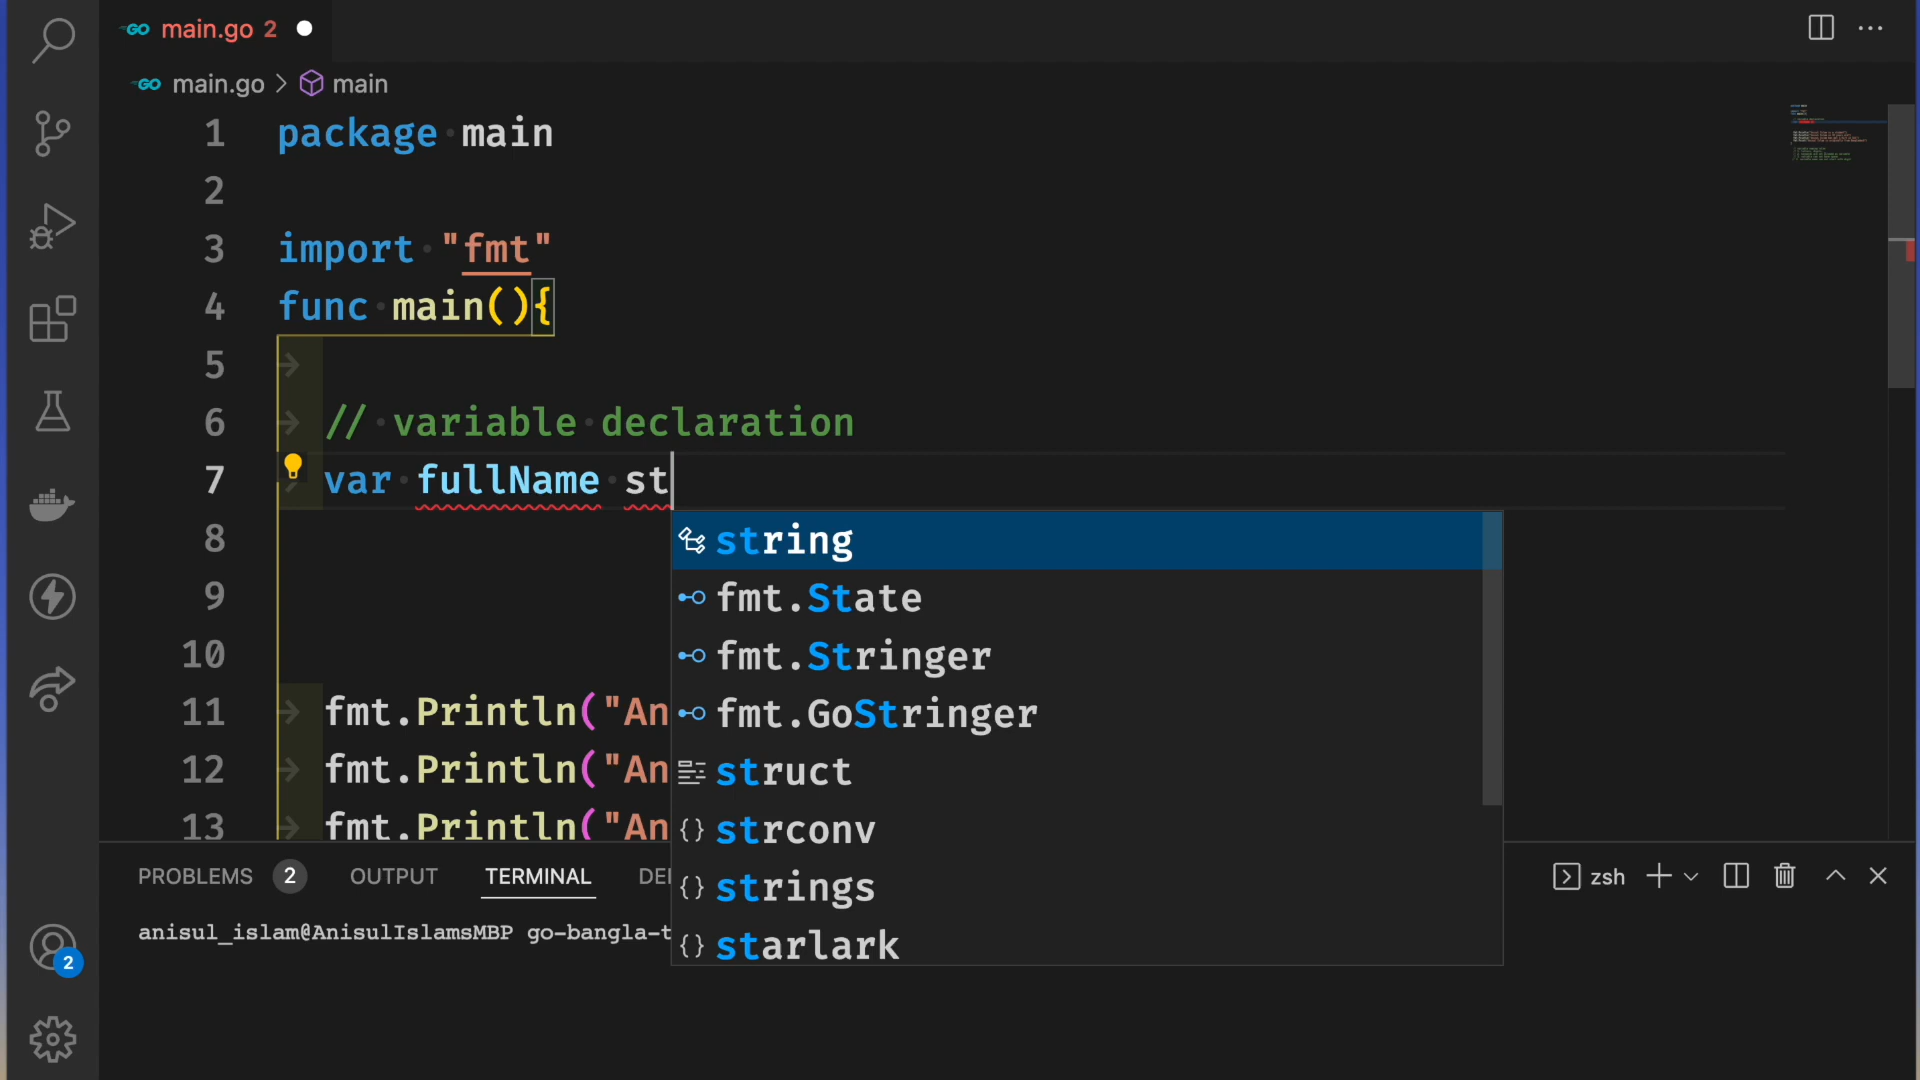 GO main.go 2
GO main.go > main
1 package main
2
3 import "fmt"
4 func main(){
5
6 // variable declaration
7 var fullName st
8 string
9 fmt.State
10 fmt.Stringer
11 fmt.Println("An fmt.GoStringer
12 fmt.Println("An struct
13 fmt.Println("An strconv
PROBLEMS 2 OUTPUT TERMINAL strings zsh
anisul_islam@AnisulIslamsMBP go-bangla-t starlark
2